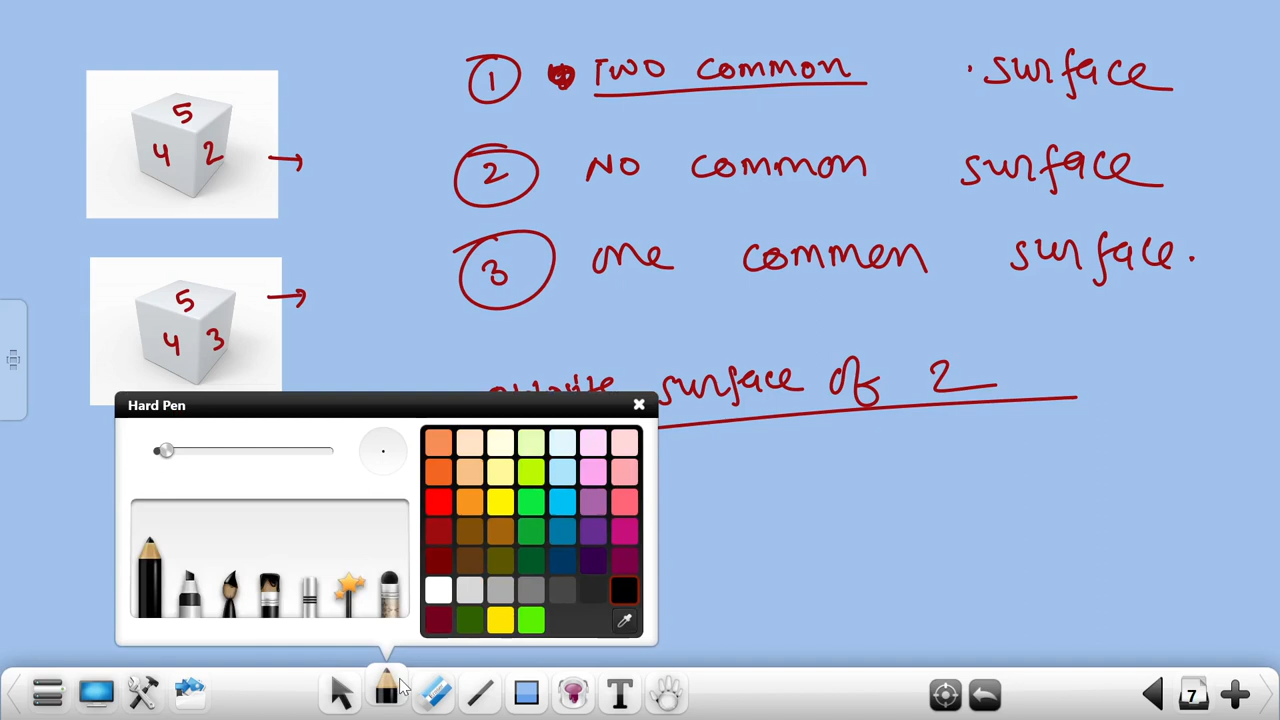 ① Two common surface
② No common surface
③ one commen surface.
5
4 2
5
4 3
surface of 2
Hard Pen
T
7